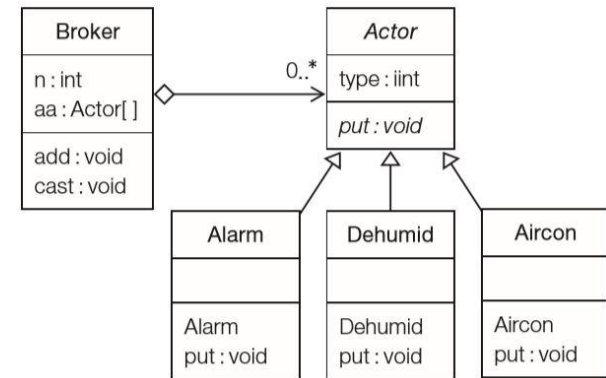 Broker
n : int
aa : Actor[ ]
add : void
cast : void
0..*
Actor
type : iint
put : void
Alarm
Alarm
put : void
Dehumid
Dehumid
put : void
Aircon
Aircon
put : void